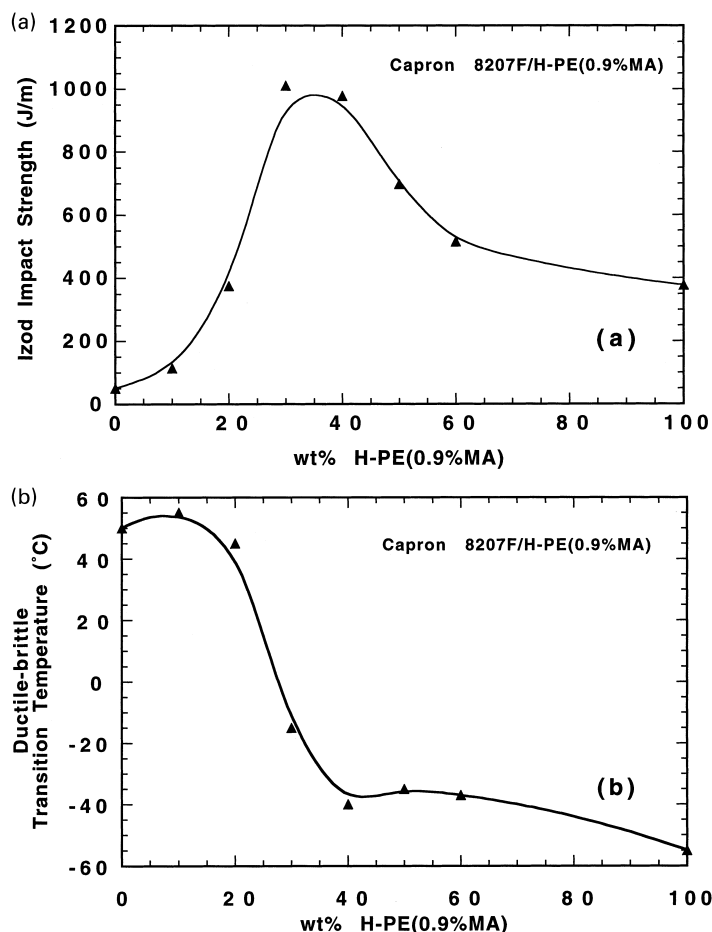 (a)
1200
1000
800
600
400
200
0
Izod Impact Strength (J/m)
Capron 8207F/H-PE(0.9%MA)
(a)
0 20 40 60 80 100
wt% H-PE(0.9%MA)
(b)
60
40
20
0
-20
-40
-60
Ductile-brittle
Transition Temperature (°C)
Capron 8207F/H-PE(0.9%MA)
(b)
0 20 40 60 80 100
wt% H-PE(0.9%MA)